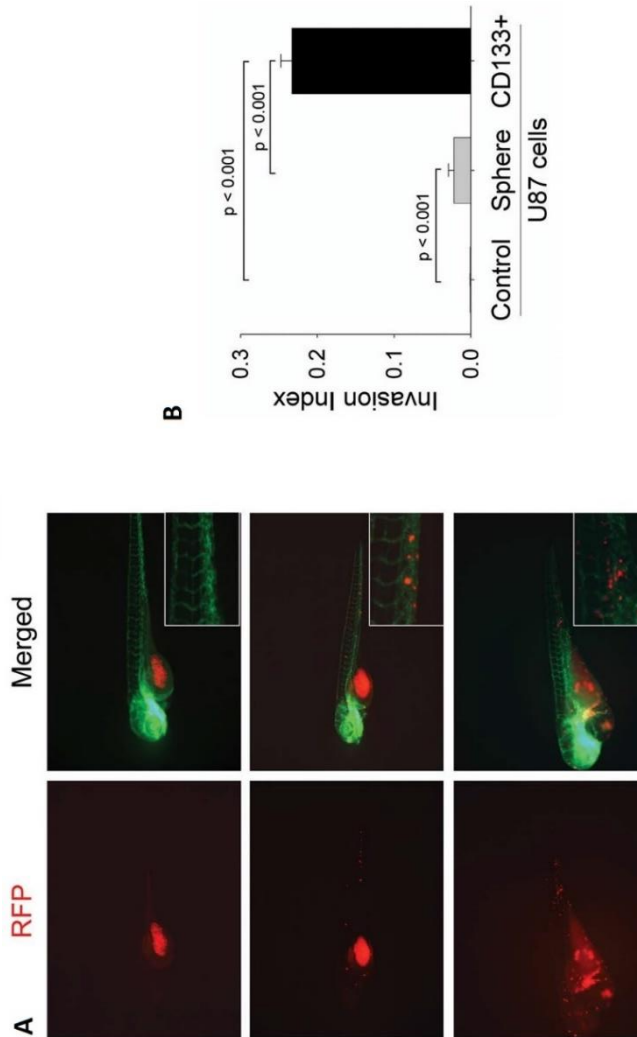 A
RFP
Merged
B
Invasion Index
0.3
0.2
0.1
0.0
p < 0.001
p < 0.001
p < 0.001
Control
Sphere
CD133+
U87 cells